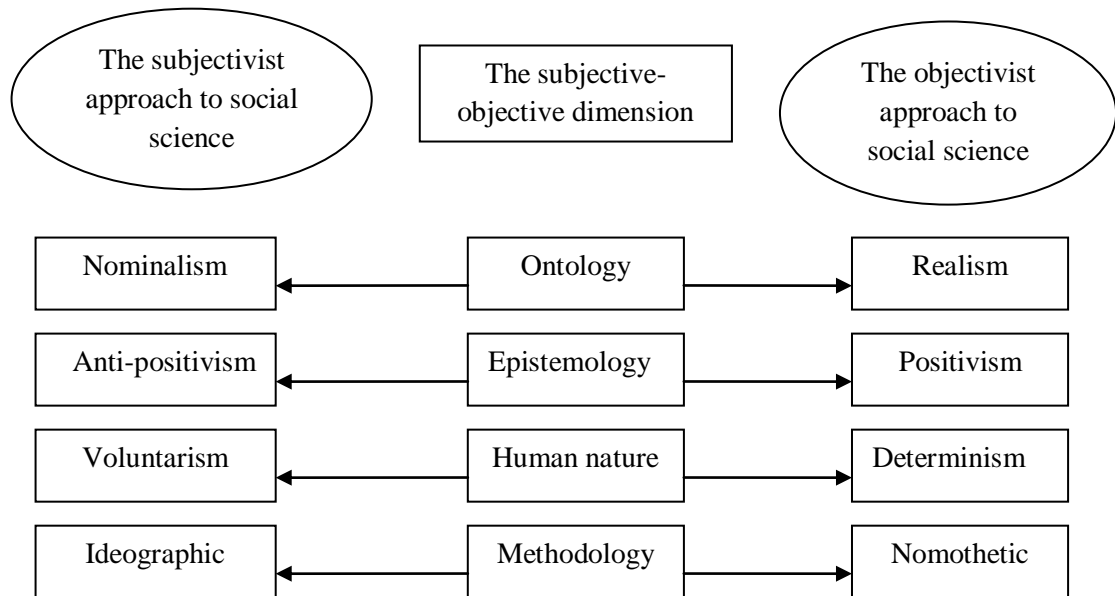 The subjectivist
approach to social
science
The subjective-
objective dimension
The objectivist
approach to
social science
Nominalism
Ontology
Realism
Anti-positivism
Epistemology
Positivism
Voluntarism
Human nature
Determinism
Ideographic
Methodology
Nomothetic